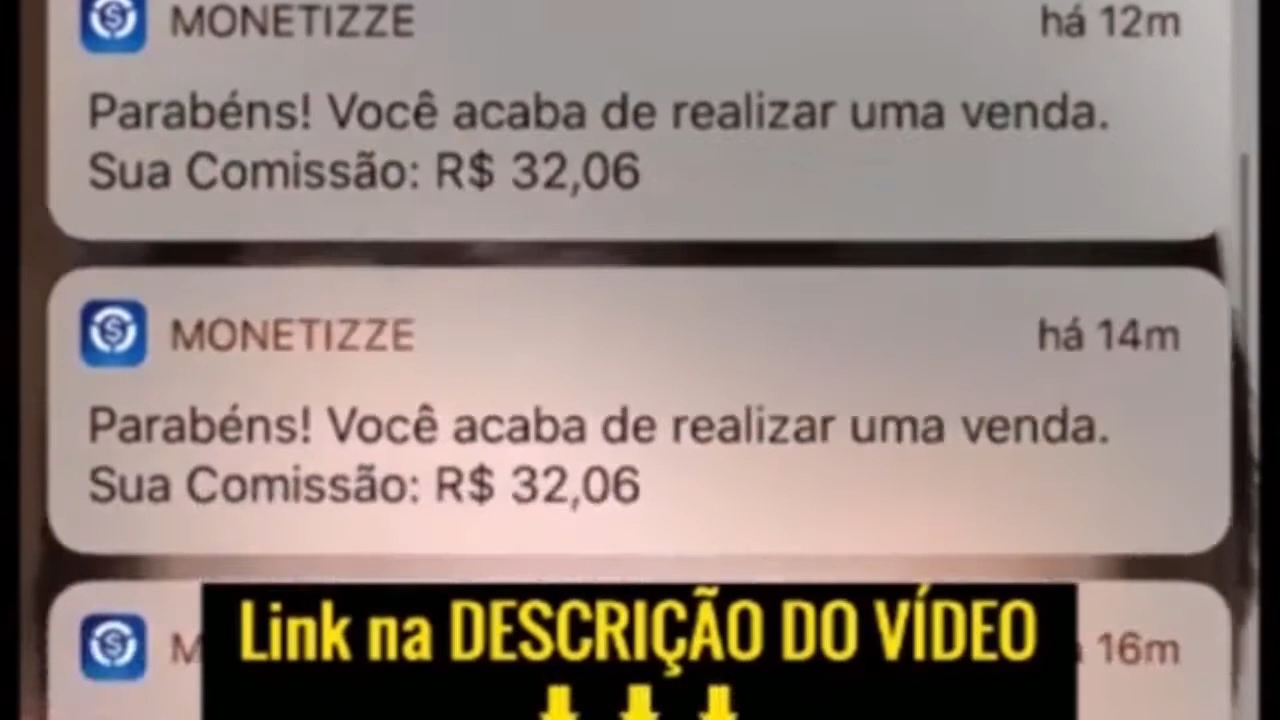 MONETIZZE
há 12m
Parabéns! Você acaba de realizar uma venda.
Sua Comissão: R$ 32,06
MONETIZZE
há 14m
Parabéns! Você acaba de realizar uma venda.
Sua Comissão: R$ 32,06
M
16m
Link na DESCRIÇÃO DO VÍDEO